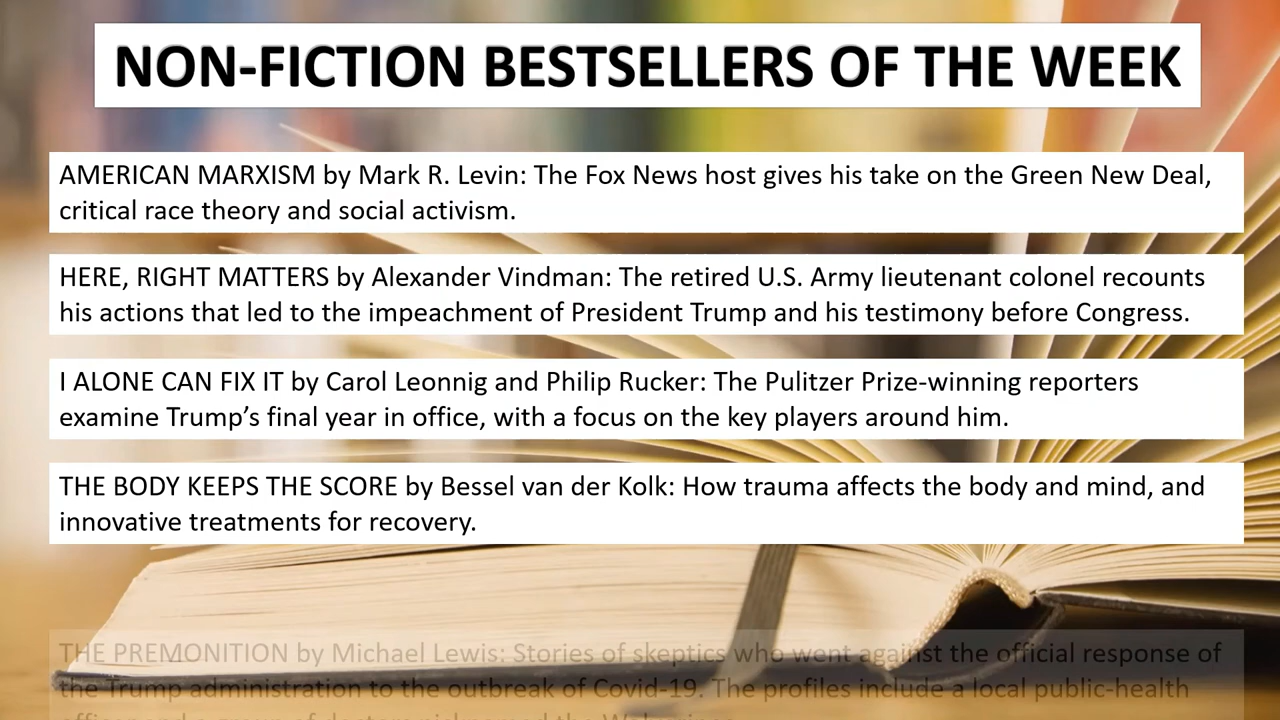 NON-FICTION BESTSELLERS OF THE WEEK
AMERICAN MARXISM by Mark R. Levin: The Fox News host gives his take on the Green New Deal,
critical race theory and social activism.
HERE, RIGHT MATTERS by Alexander Vindman: The retired U.S. Army lieutenant colonel recounts
his actions that led to the impeachment of President Trump and his testimony before Congress.
I ALONE CAN FIX IT by Carol Leonnig and Philip Rucker: The Pulitzer Prize-winning reporters
examine Trump’s final year in office, with a focus on the key players around him.
THE BODY KEEPS THE SCORE by Bessel van der Kolk: How trauma affects the body and mind, and
innovative treatments for recovery.
THE PREMONITION by Michael Lewis: Stories of skeptics who went against the official response of
the Trump administration to the outbreak of Covid-19. The profiles include a local public-health